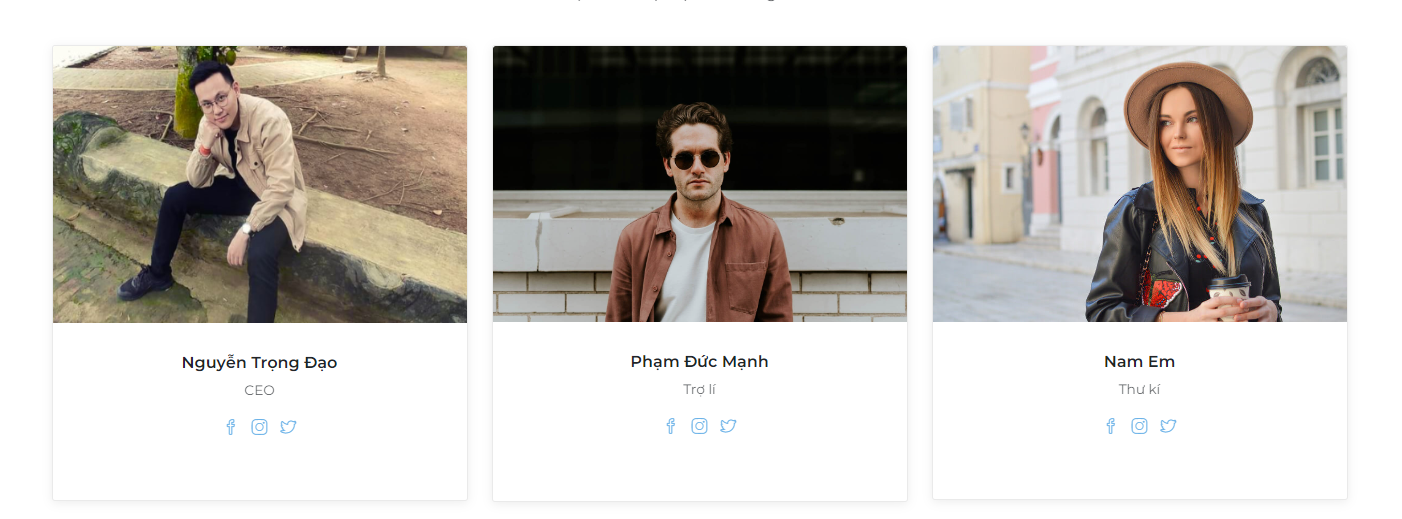 Nguyễn Trọng Đạo
CEO
Phạm Đức Mạnh
Trợ lí
Nam Em
Thư kí